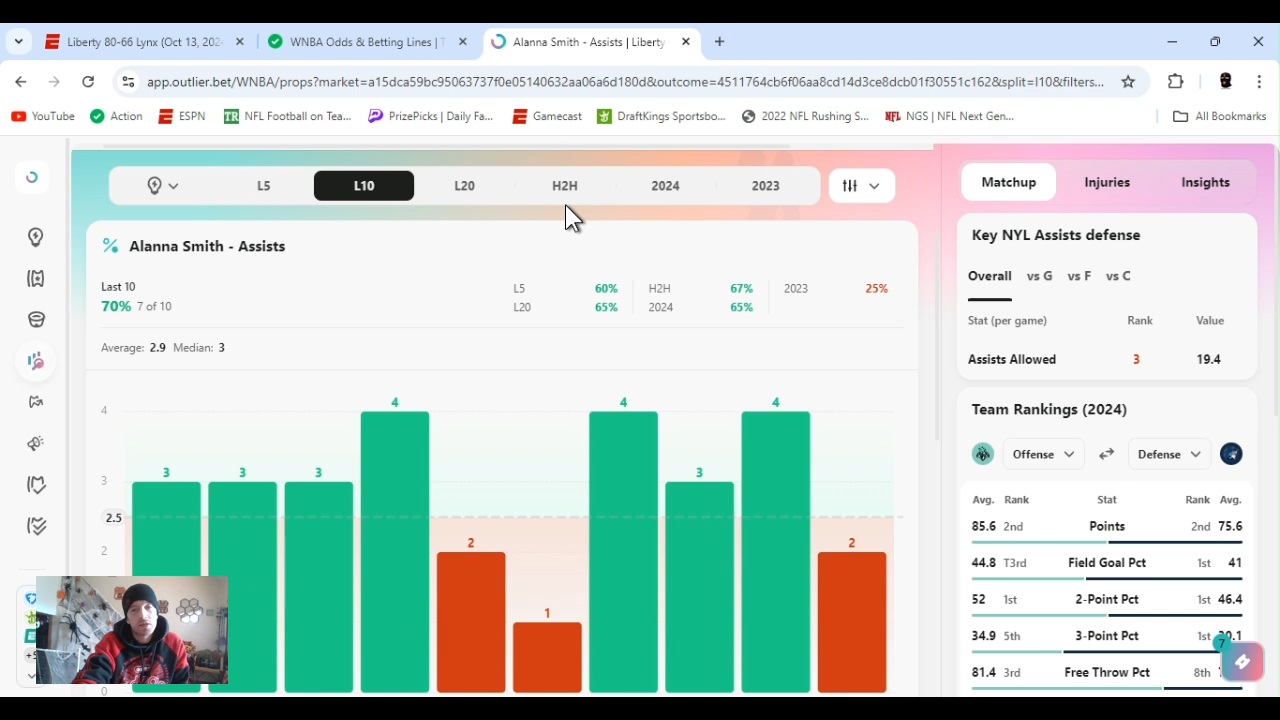 Liberty 80-66 Lynx (Oct 13, 202
WNBA Odds & Betting Lines | T
Alanna Smith - Assists | Liberty
app.outlier.bet/WNBA/props?market=a15dca59bc95063737f0e05140632aa06a6d180d&outcome=4511764cb6f06aa8cd14d3ce8dcb01f30551c162&split=l10&filters...
YouTube
Action
ESPN
NFL Football on Tea...
PrizePicks | Daily Fa...
Gamecast
DraftKings Sportsbo...
2022 NFL Rushing S...
NGS | NFL Next Gen...
All Bookmarks
L5
L10
L20
H2H
2024
2023
Alanna Smith - Assists
Last 10
70% 7 of 10
L5 60% H2H 67% 2023 25%
L20 65% 2024 65%
Average: 2.9 Median: 3
4
3
2.5
2
0
3
3
3
4
2
1
4
3
4
2
Matchup
Injuries
Insights
Key NYL Assists defense
Overall vs G vs F vs C
Stat (per game) Rank Value
Assists Allowed 3 19.4
Team Rankings (2024)
Offense
Defense
Avg. Rank Stat Rank Avg.
85.6 2nd Points 2nd 75.6
44.8 T3rd Field Goal Pct 1st 41
52 1st 2-Point Pct 1st 46.4
34.9 5th 3-Point Pct 1st
7
81.4 3rd Free Throw Pct 8th